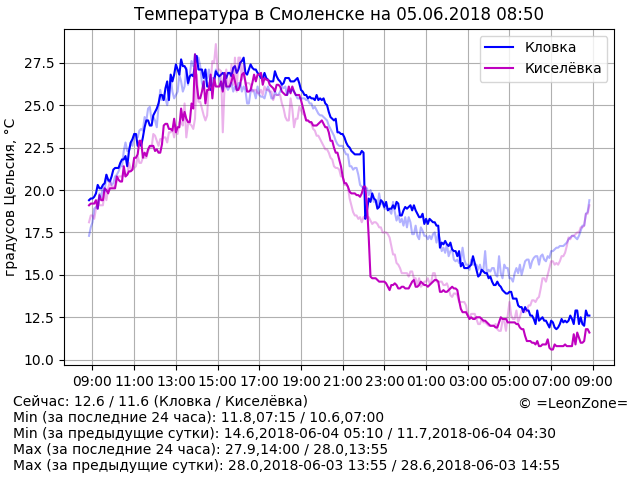 Температура в Смоленске на 05.06.2018 08:50
Кловка
Киселёвка
градусов Цельсия, °C
27.5
25.0
22.5
20.0
17.5
15.0
12.5
10.0
09:00 11:00 13:00 15:00 17:00 19:00 21:00 23:00 01:00 03:00 05:00 07:00 09:00
Сейчас: 12.6 / 11.6 (Кловка / Киселёвка)
© =LeonZone=
Min (за последние 24 часа): 11.8,07:15 / 10.6,07:00
Min (за предыдущие сутки): 14.6,2018-06-04 05:10 / 11.7,2018-06-04 04:30
Max (за последние 24 часа): 27.9,14:00 / 28.0,13:55
Max (за предыдущие сутки): 28.0,2018-06-03 13:55 / 28.6,2018-06-03 14:55